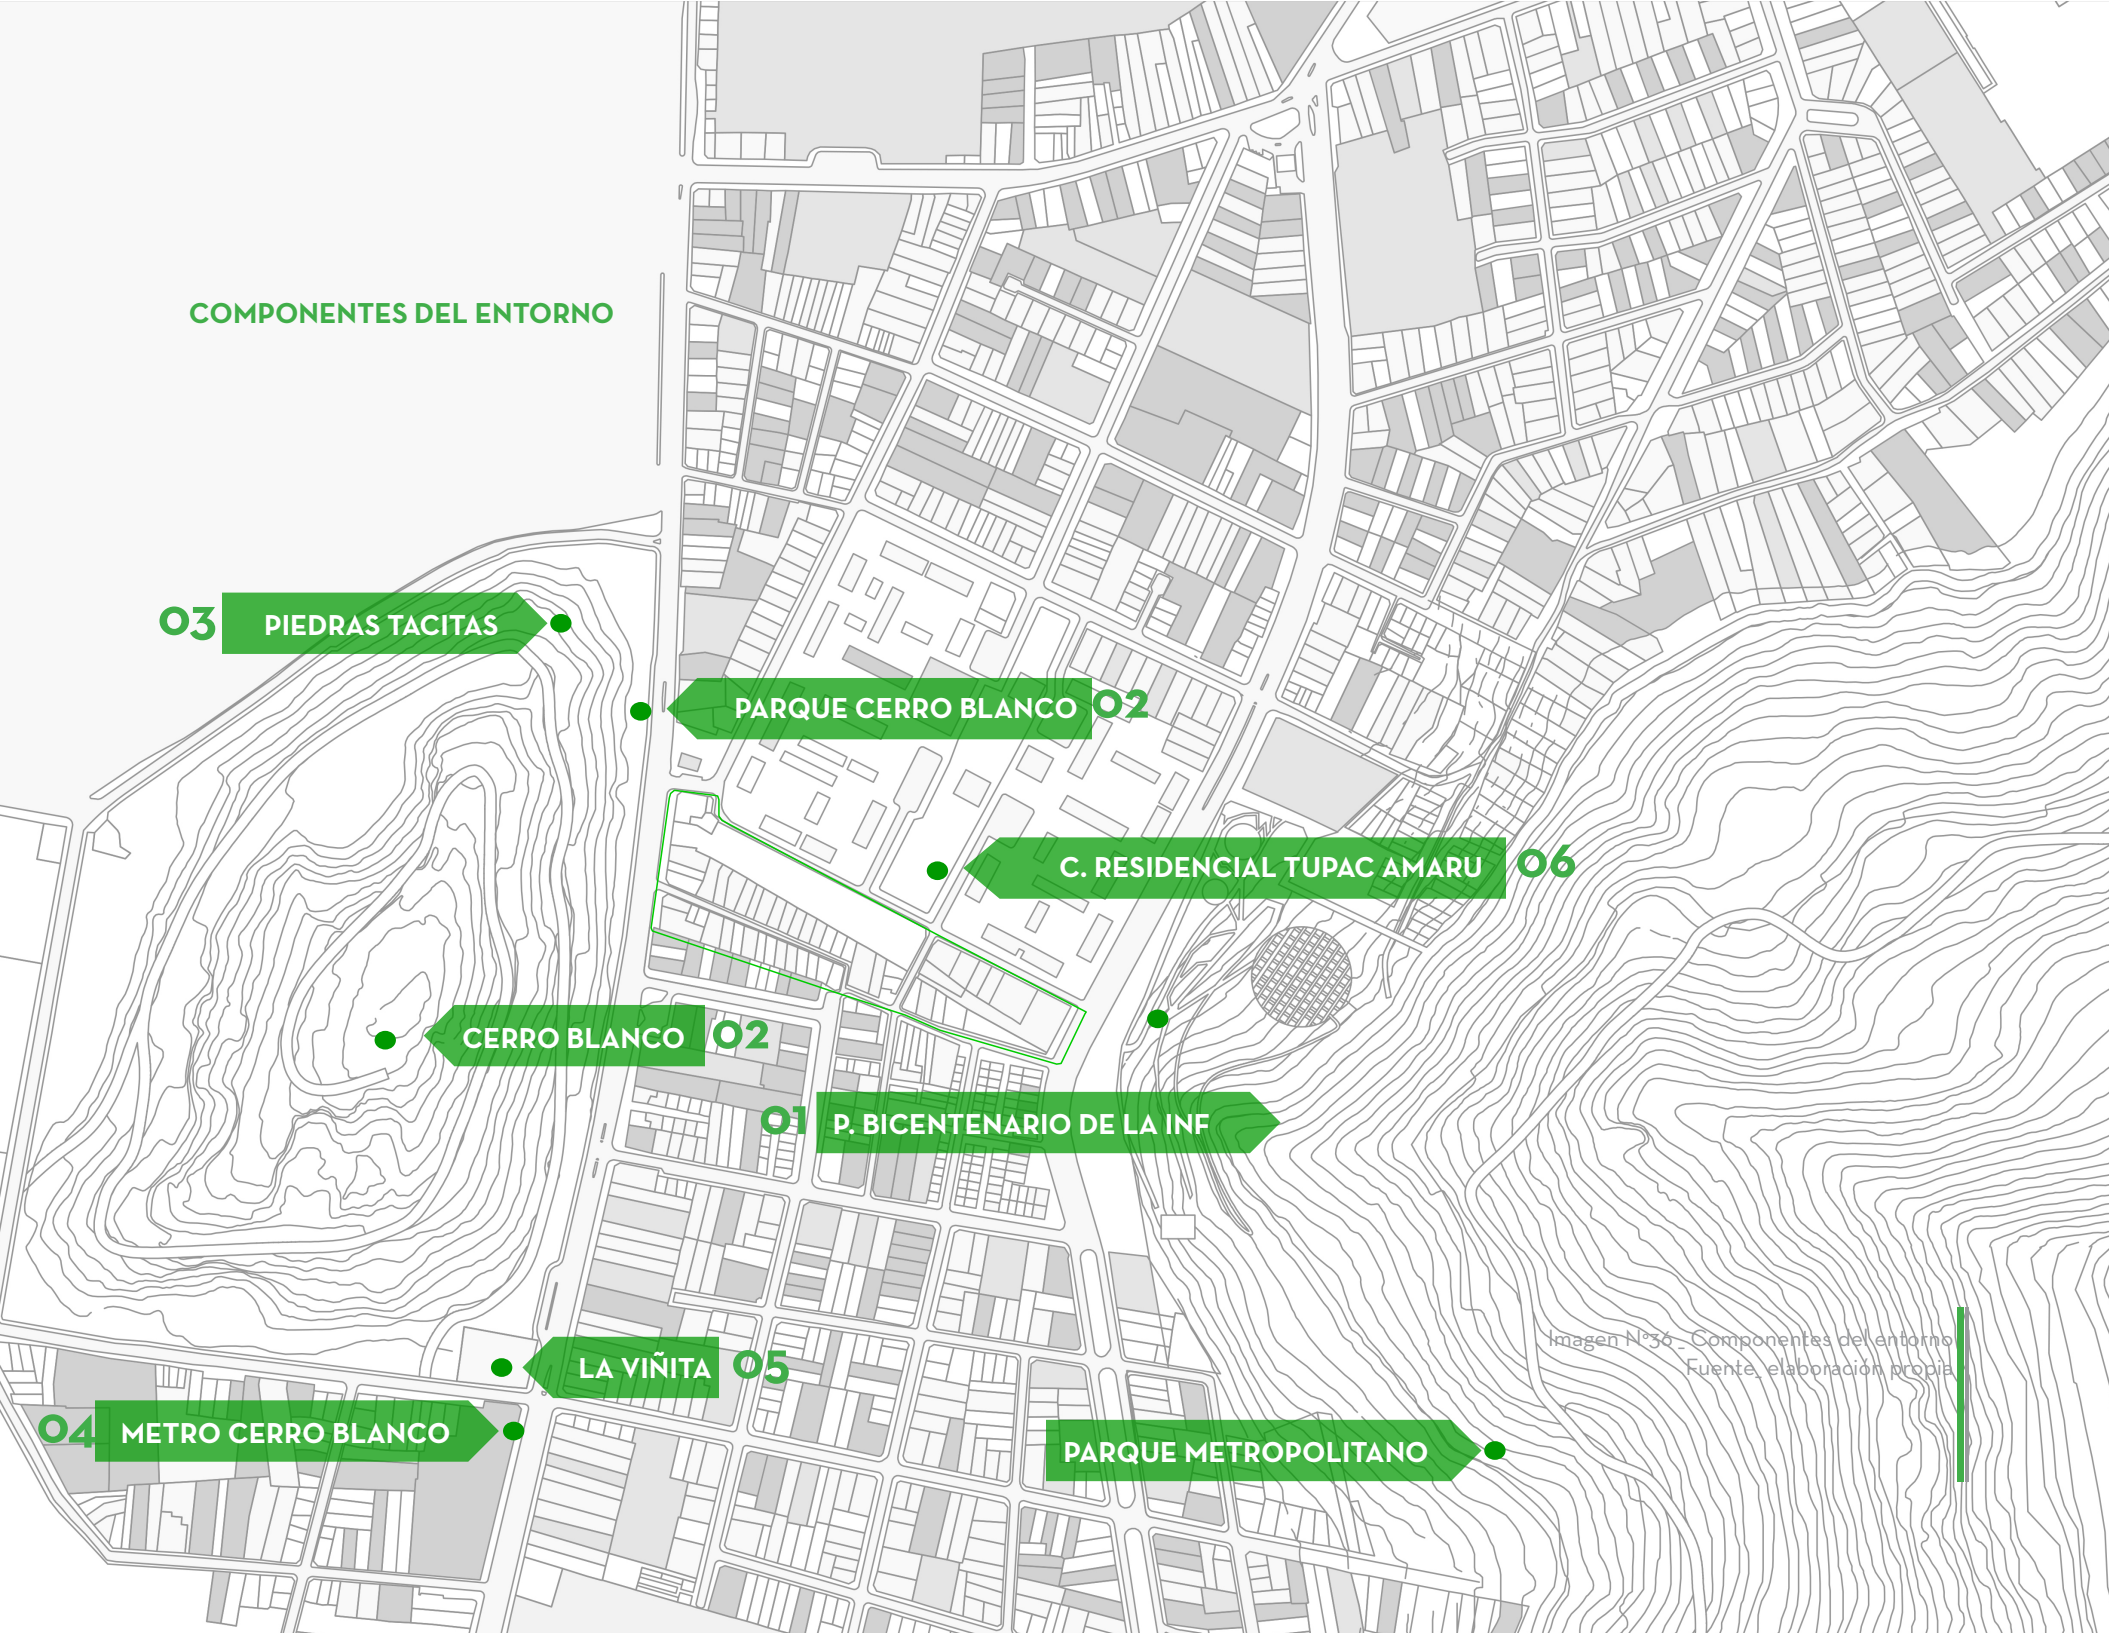 COMPONENTES DEL ENTORNO
03 PIEDRAS TACITAS
PARQUE CERRO BLANCO 02
C. RESIDENCIAL TUPAC AMARU 06
CERRO BLANCO 02
01 P. BICENTENARIO DE LA INF
Imagen N°36_ Componentes del entorno
Fuente_ elaboración propia
LA VIÑITA 05
04 METRO CERRO BLANCO
PARQUE METROPOLITANO